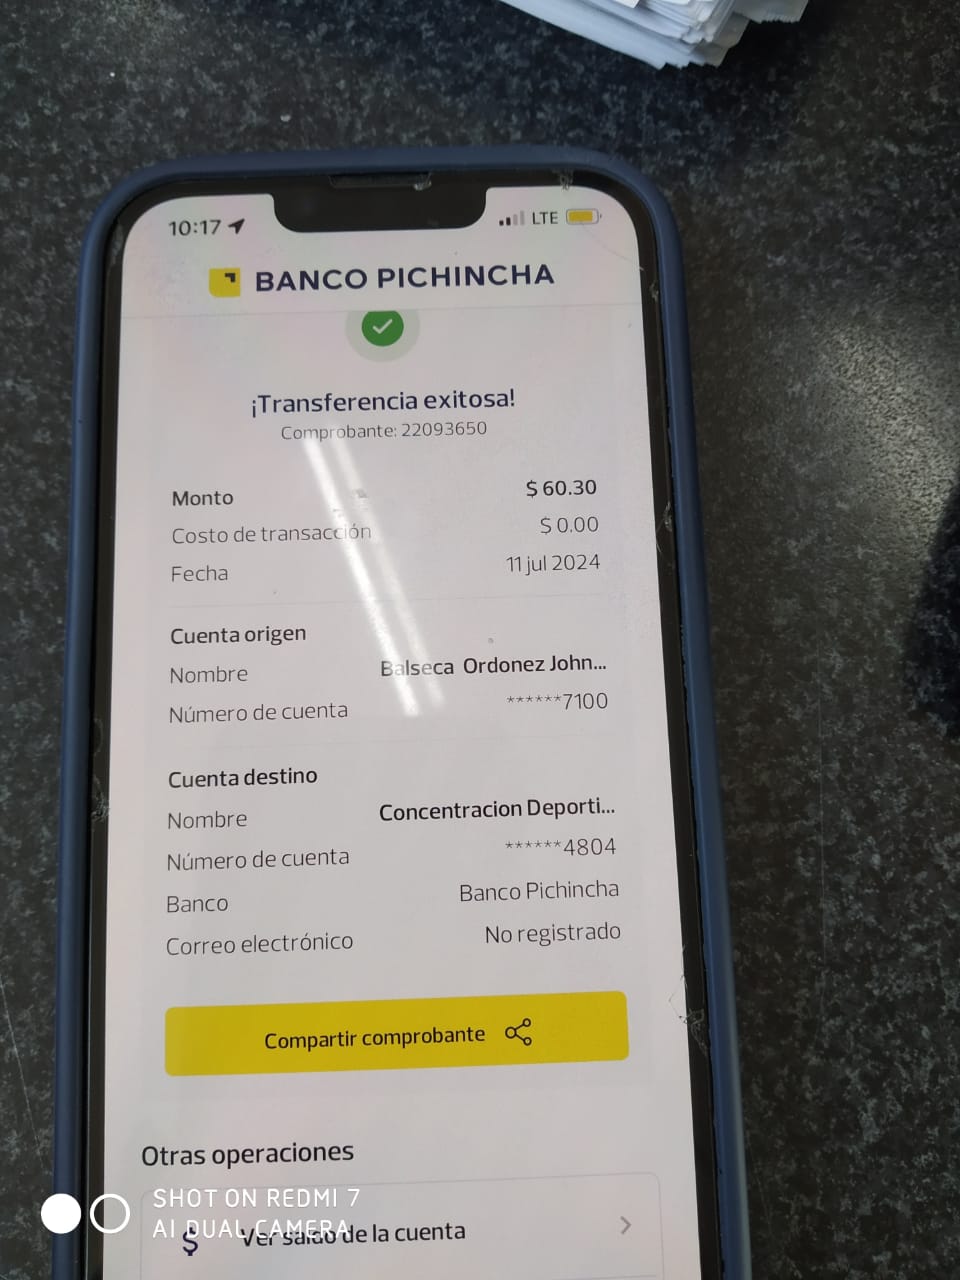 10:17 LTE
BANCO PICHINCHA
¡Transferencia exitosa!
Comprobante: 22093650
Monto $ 60.30
Costo de transacción $ 0.00
Fecha 11 jul 2024
Cuenta origen
Nombre Balseca Ordonez John...
Número de cuenta ******7100
Cuenta destino
Nombre Concentracion Deporti...
Número de cuenta ******4804
Banco Banco Pichincha
Correo electrónico No registrado
Compartir comprobante
Otras operaciones
$ Ver saldo de la cuenta
SHOT ON REDMI 7
AI DUAL CAMERA